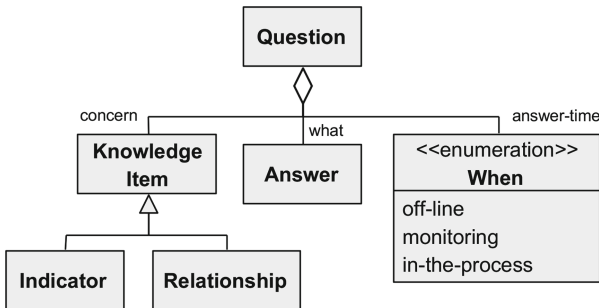 Question
concern
what
answer-time
Knowledge
Item
Answer
<<enumeration>>
When
off-line
monitoring
in-the-process
Indicator
Relationship